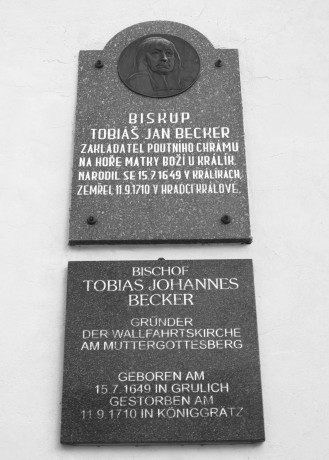 BISKUP
TOBIÁŠ JAN BECKER
ZAKLADATEL POUTNÍHO CHRÁMU
NA HOŘE MATKY BOŽÍ U KRÁLÍK.
NARODIL SE 15.7.1649 V KRÁLÍKÁCH,
ZEMŘEL 11.9.1710 V HRADCI KRÁLOVÉ.
BISCHOF
TOBIAS JOHANNES
BECKER
GRÜNDER
DER WALLFAHRTSKIRCHE
AM MUTTERGOTTESBERG
GEBOREN AM
15.7.1649 IN GRULICH
GESTORBEN AM
11.9.1710 IN KÖNIGGRATZ